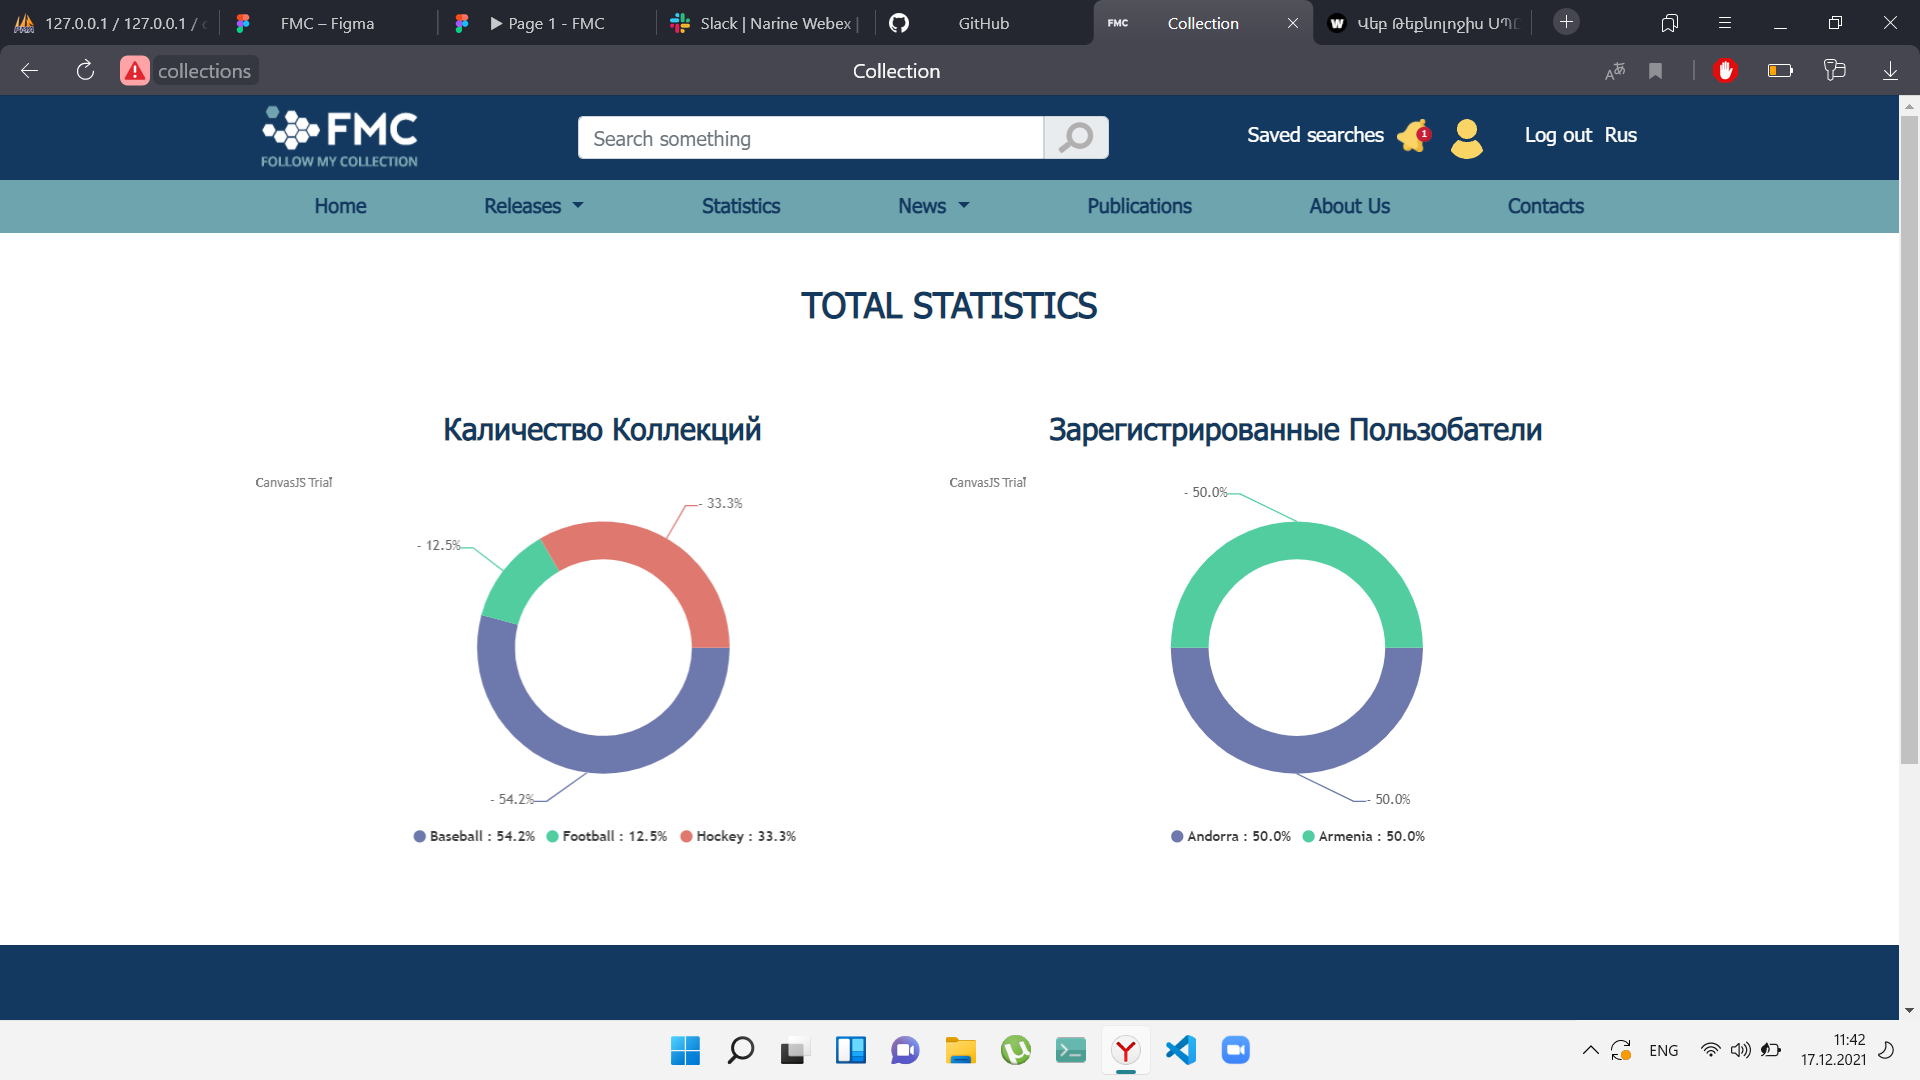 127.0.0.1 / 127.0.0.1 /
FMC – Figma
▶ Page 1 - FMC
Slack | Narine Webex |
GitHub
FMC
Collection
Վեբ Թեքնոլոջիս ՍՊԸ
collections
Collection
FMC
FOLLOW MY COLLECTION
Search something
Saved searches
1
Log out Rus
Home
Releases
Statistics
News
Publications
About Us
Contacts
TOTAL STATISTICS
Каличество Коллекций
CanvasJS Trial
- 33.3%
- 12.5%
- 54.2%
Baseball : 54.2% Football : 12.5% Hockey : 33.3%
Зарегистрированные Пользобатели
CanvasJS Trial
- 50.0%
- 50.0%
Andorra : 50.0% Armenia : 50.0%
ENG
11:42
17.12.2021